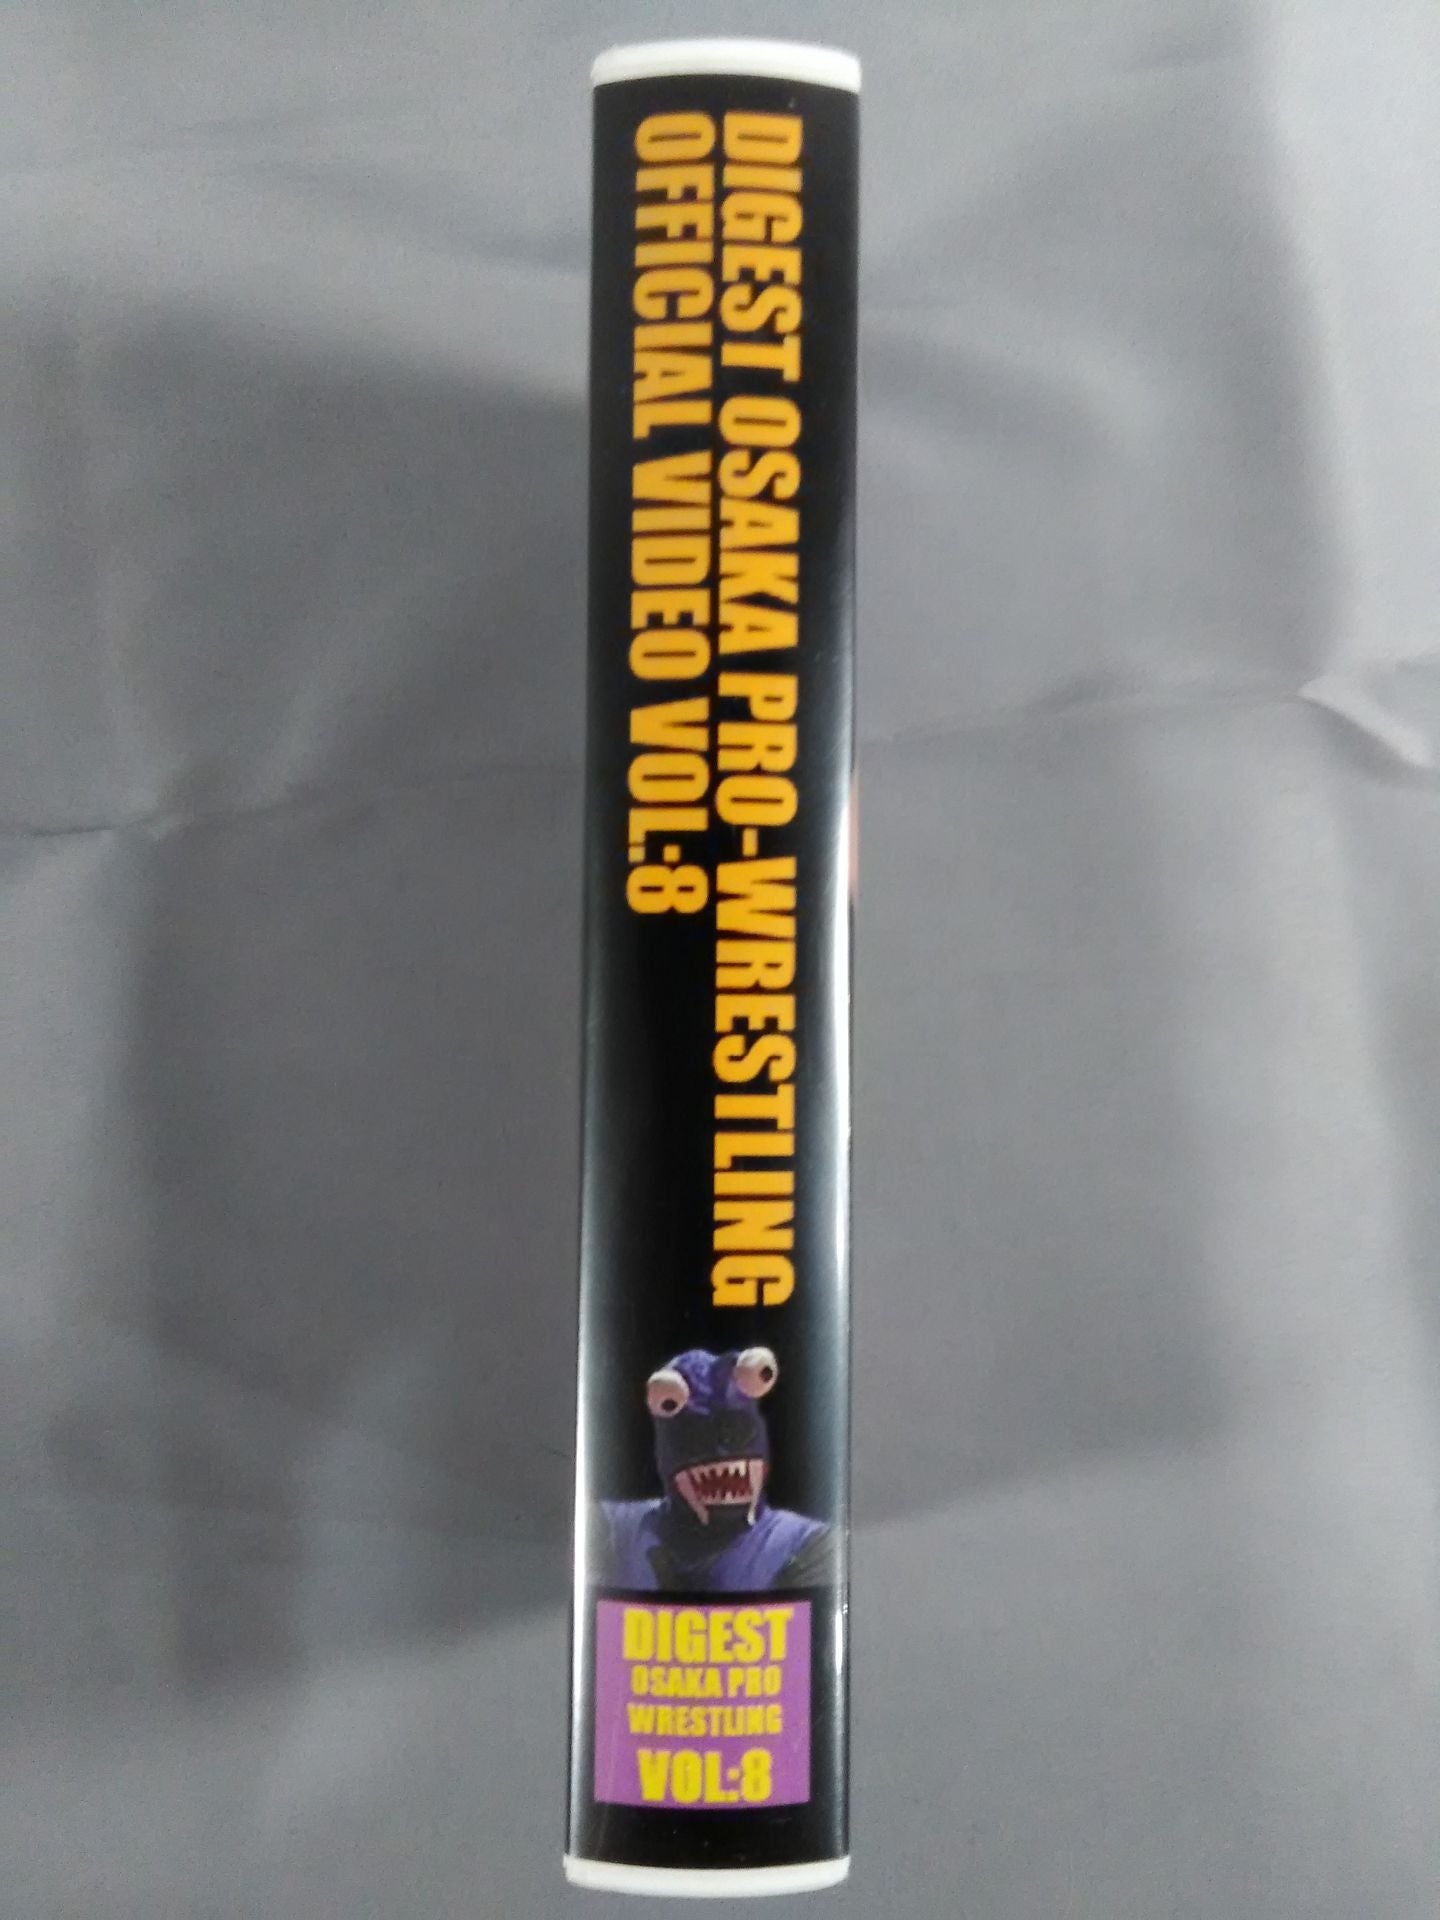 DIGEST OSAKA PRO-WRESTLING
OFFICIAL VIDEO VOL:8
DIGEST
OSAKA PRO
WRESTLING
VOL:8